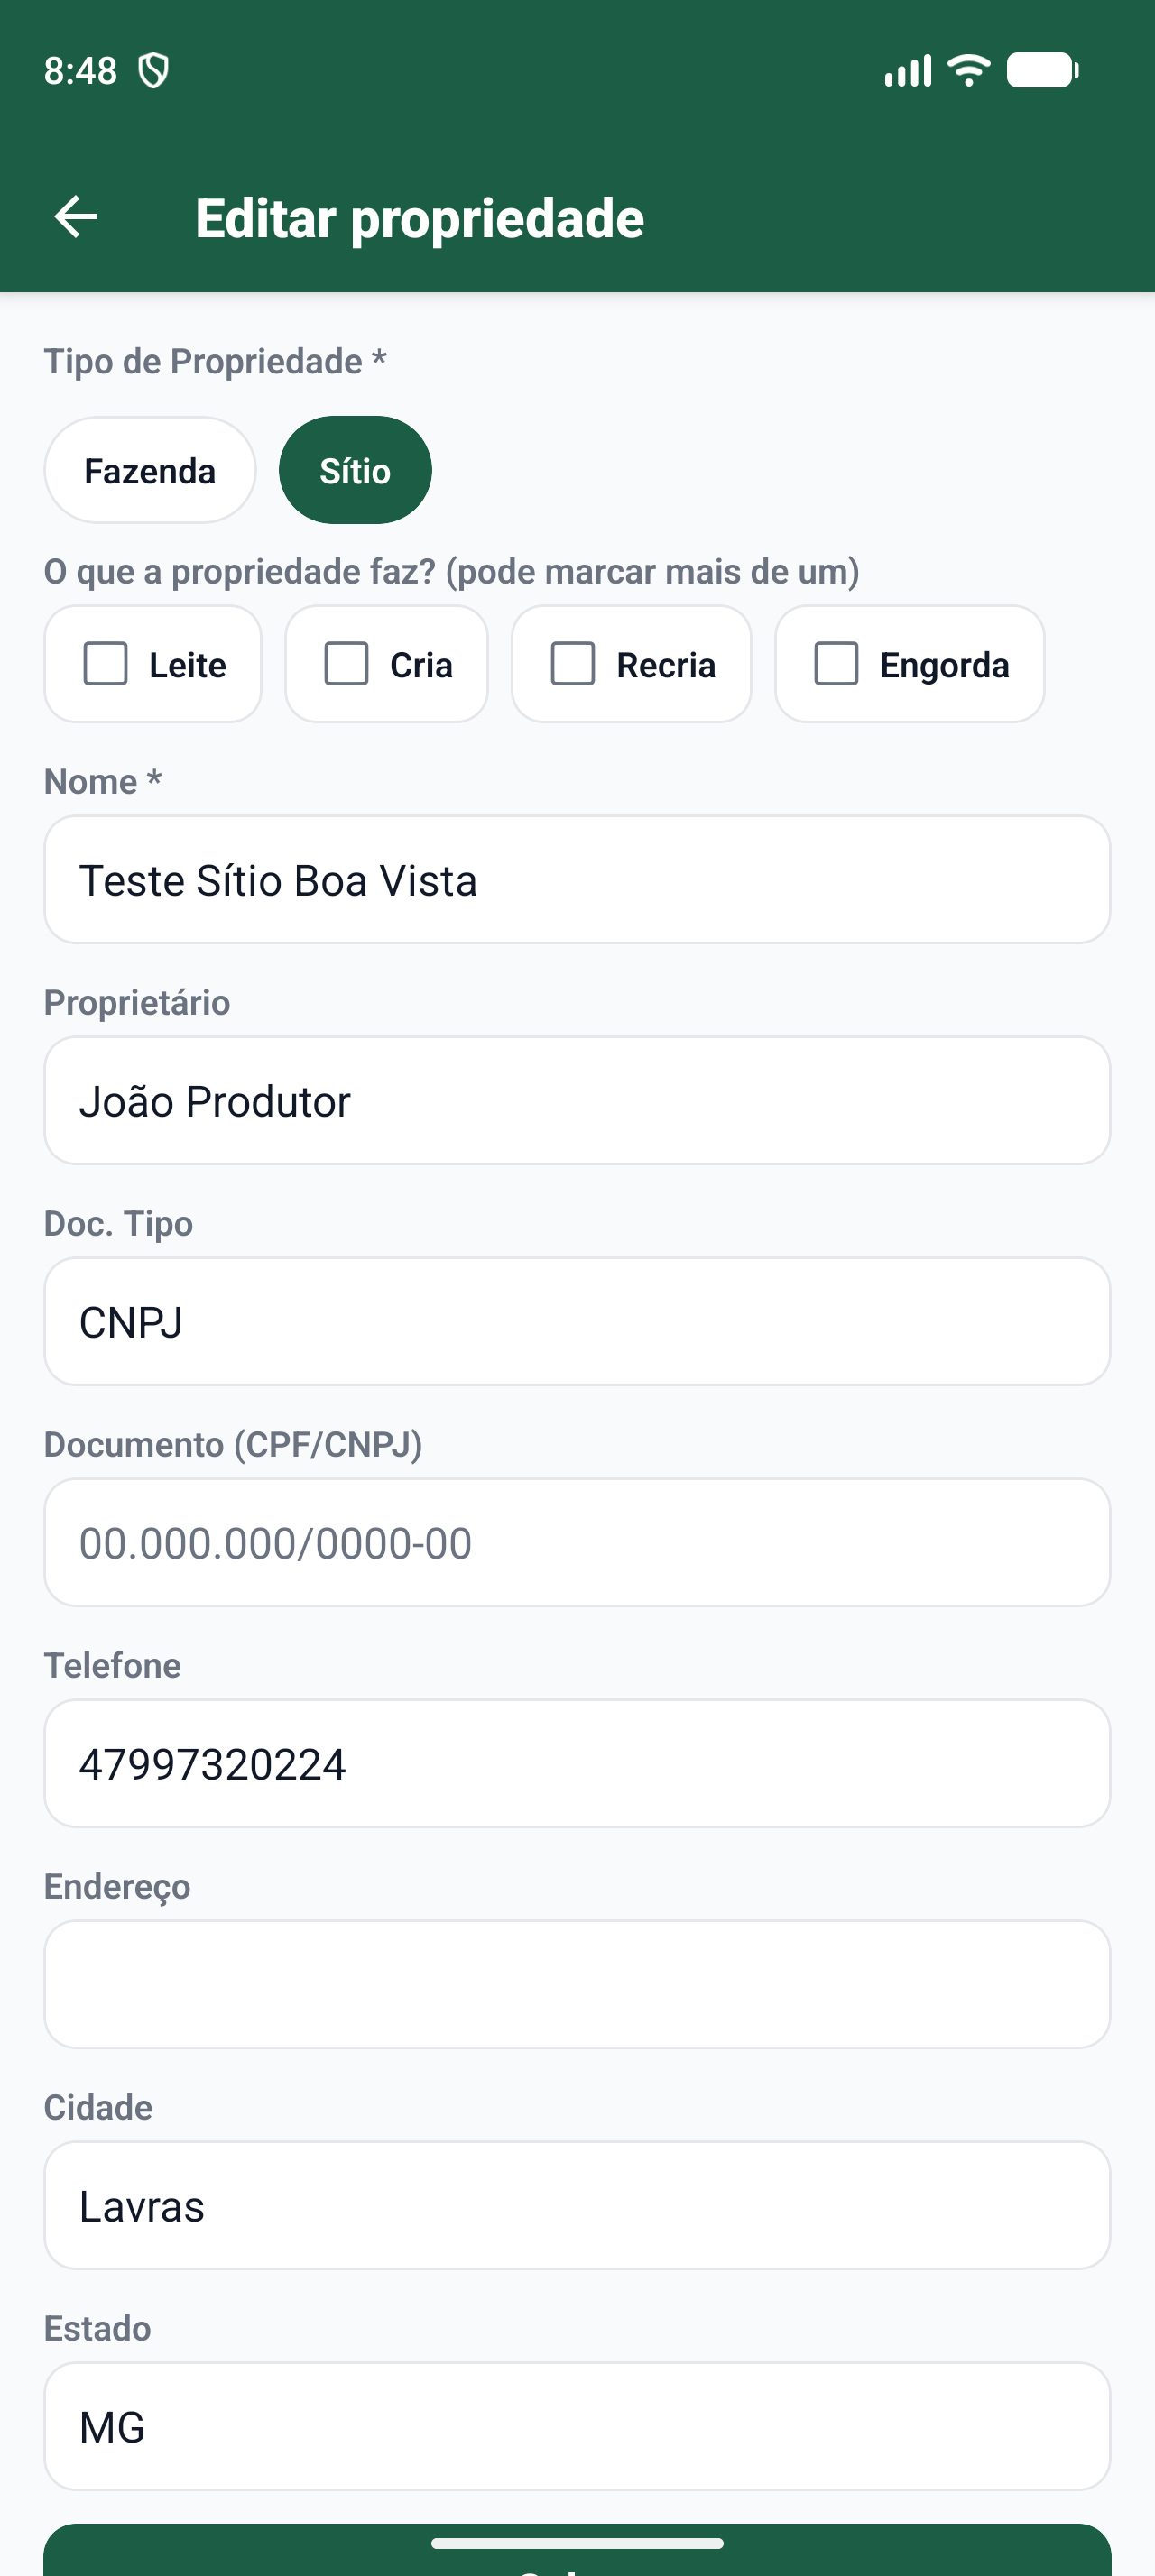 8:48
Editar propriedade
Tipo de Propriedade *
Fazenda
Sítio
O que a propriedade faz? (pode marcar mais de um)
Leite
Cria
Recria
Engorda
Nome *
Teste Sítio Boa Vista
Proprietário
João Produtor
Doc. Tipo
CNPJ
Documento (CPF/CNPJ)
00.000.000/0000-00
Telefone
47997320224
Endereço
Cidade
Lavras
Estado
MG